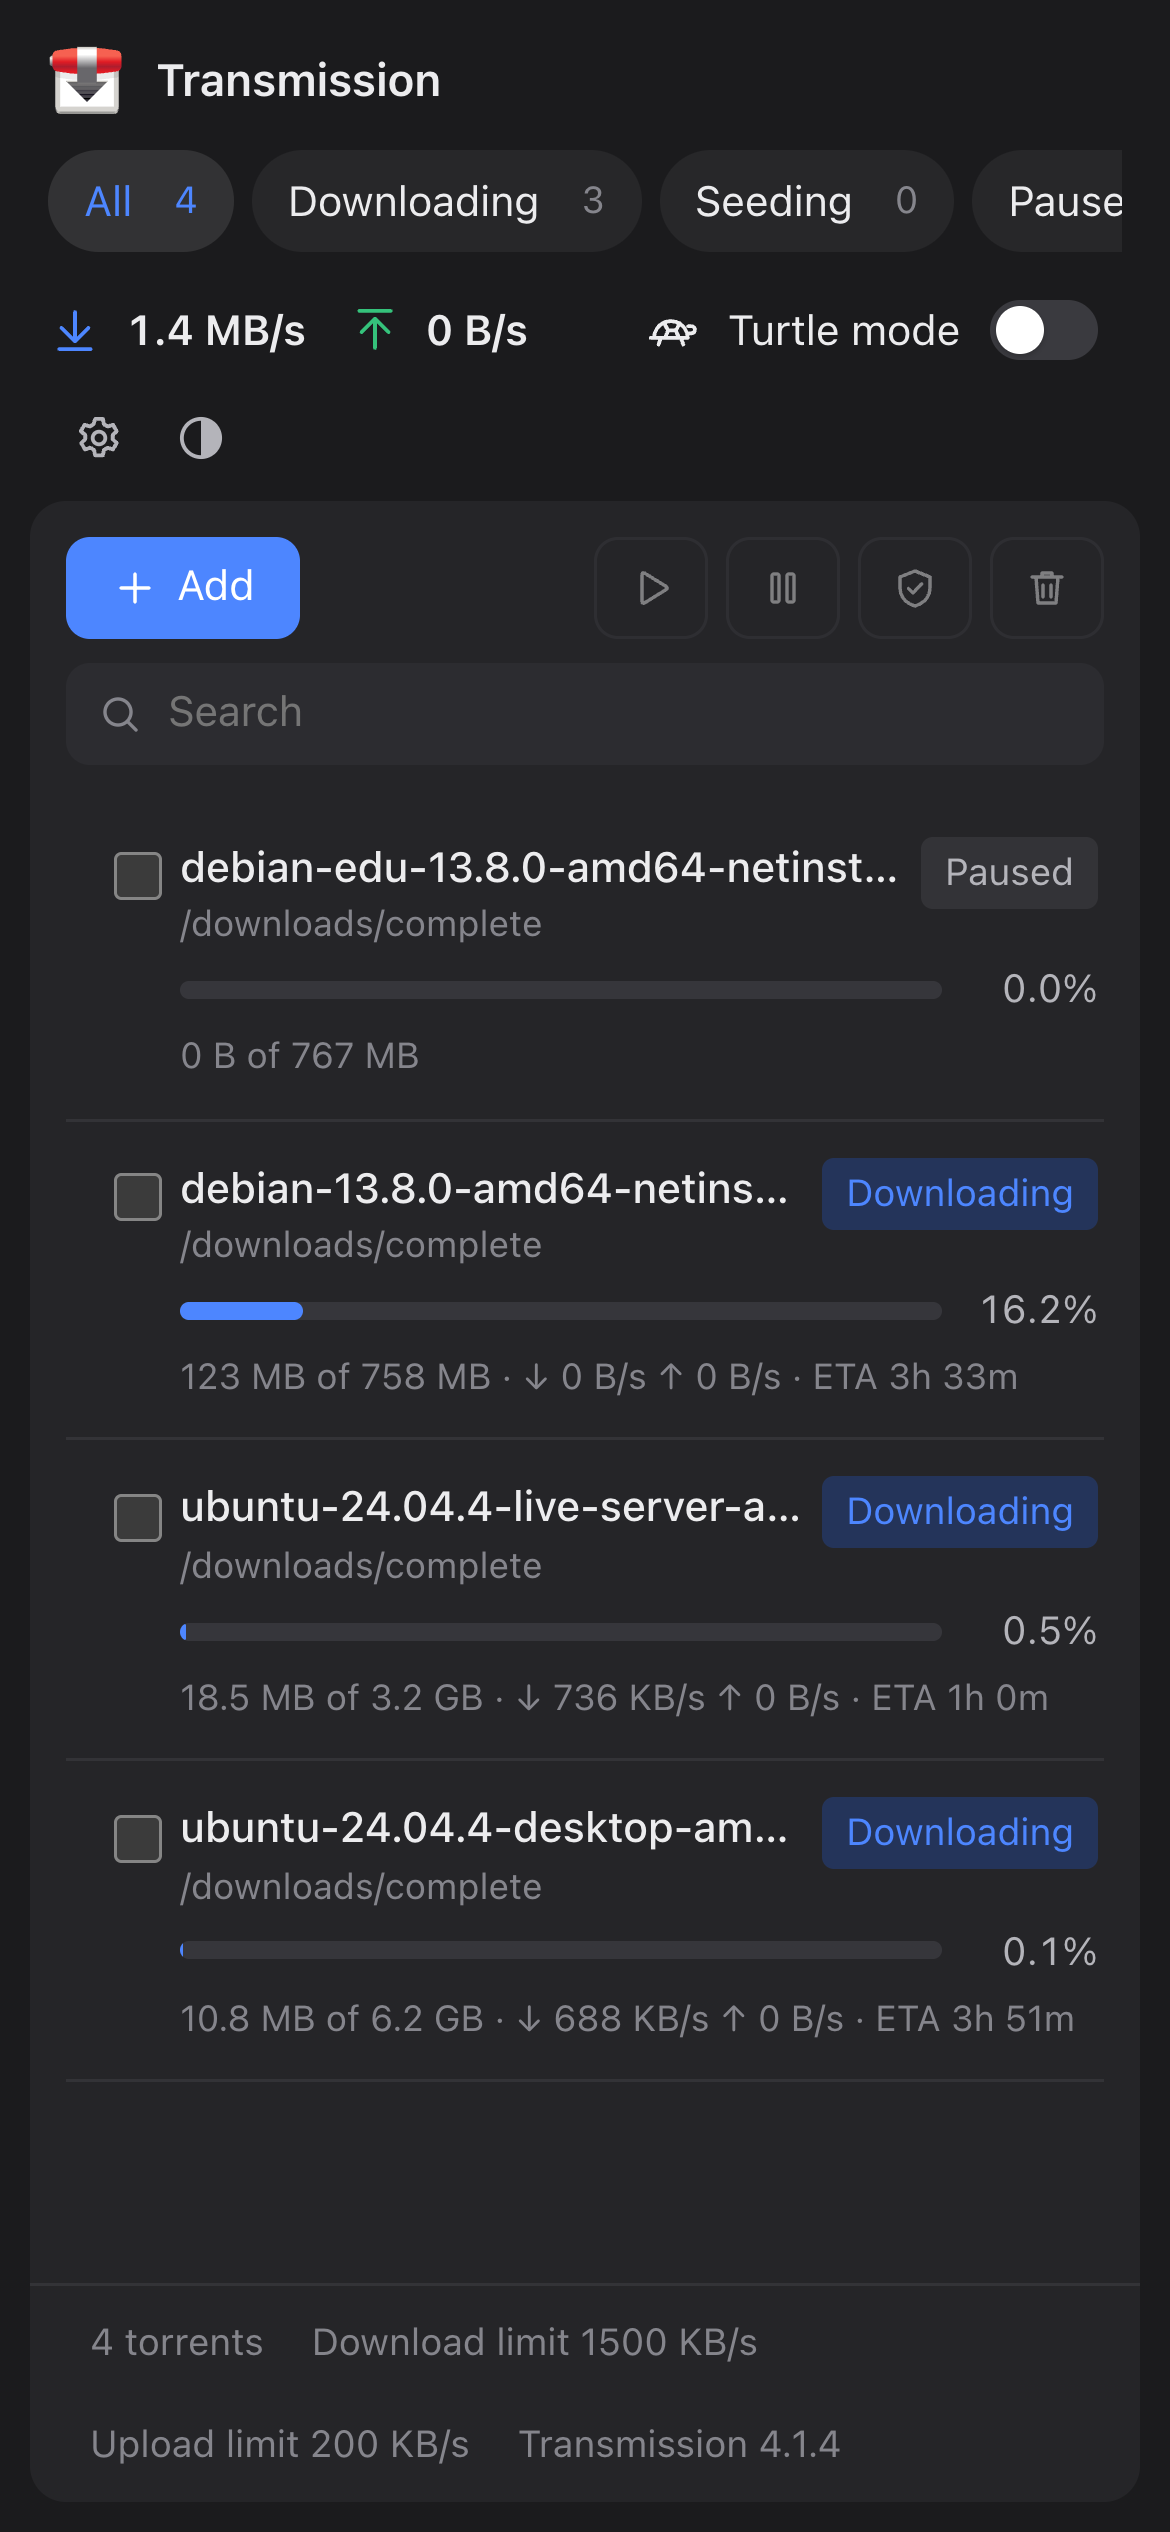 Transmission
All 4 Downloading 3 Seeding 0 Pause
1.4 MB/s 0 B/s Turtle mode
+ Add
Search
debian-edu-13.8.0-amd64-netinst... Paused
/downloads/complete
0.0%
0 B of 767 MB
debian-13.8.0-amd64-netins... Downloading
/downloads/complete
16.2%
123 MB of 758 MB · ↓ 0 B/s ↑ 0 B/s · ETA 3h 33m
ubuntu-24.04.4-live-server-a... Downloading
/downloads/complete
0.5%
18.5 MB of 3.2 GB · ↓ 736 KB/s ↑ 0 B/s · ETA 1h 0m
ubuntu-24.04.4-desktop-am... Downloading
/downloads/complete
0.1%
10.8 MB of 6.2 GB · ↓ 688 KB/s ↑ 0 B/s · ETA 3h 51m
4 torrents Download limit 1500 KB/s
Upload limit 200 KB/s Transmission 4.1.4